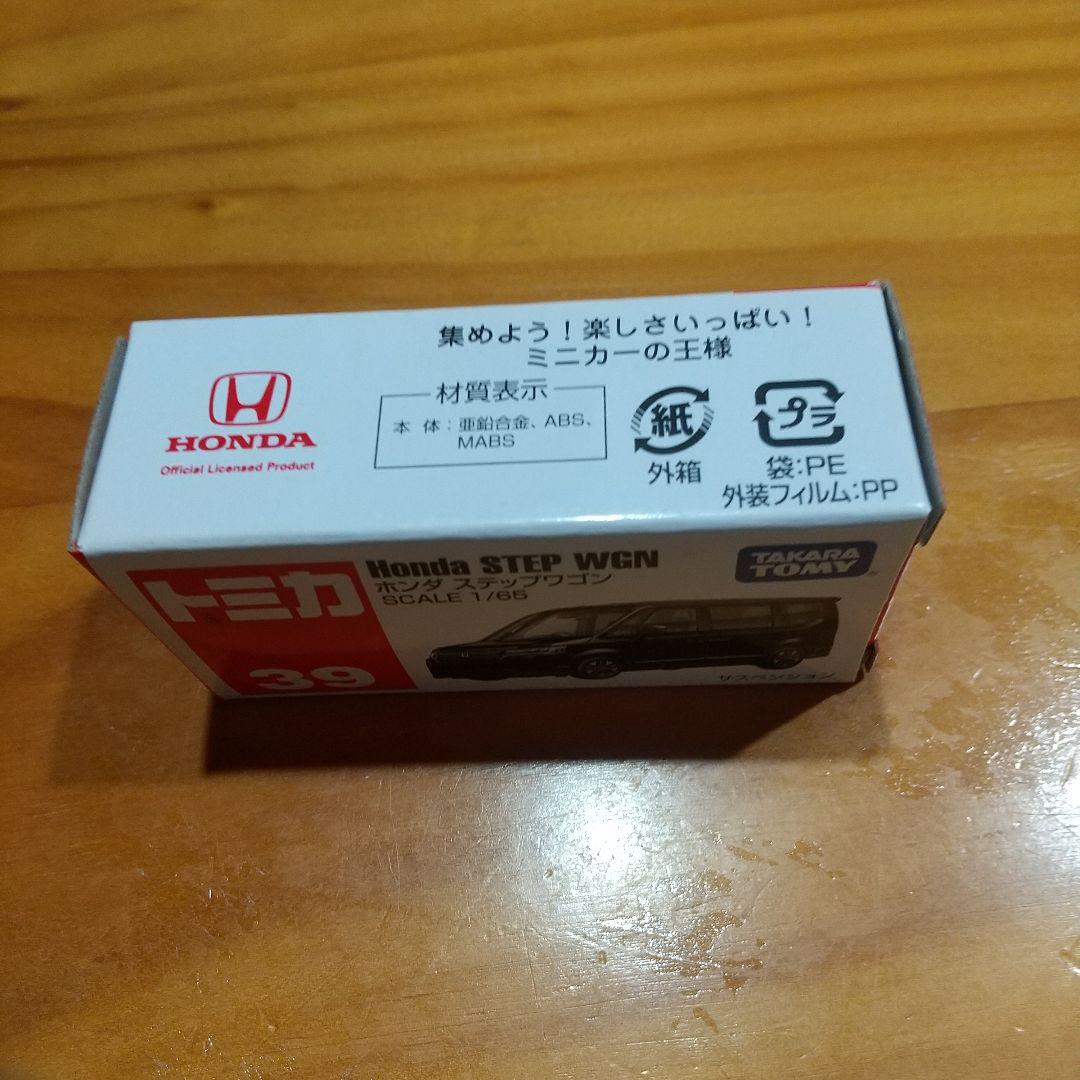 集めよう！楽しさいっぱい！
ミニカーの王様
HONDA
Official Licensed Product
材質表示
本体：亜鉛合金、ABS、
MABS
紙
外箱
プラ
袋:PE
外装フィルム:PP
トミカ
39
Honda STEP WGN
ホンダ ステップワゴン
SCALE 1/65
TAKARA
TOMY
サスペンション